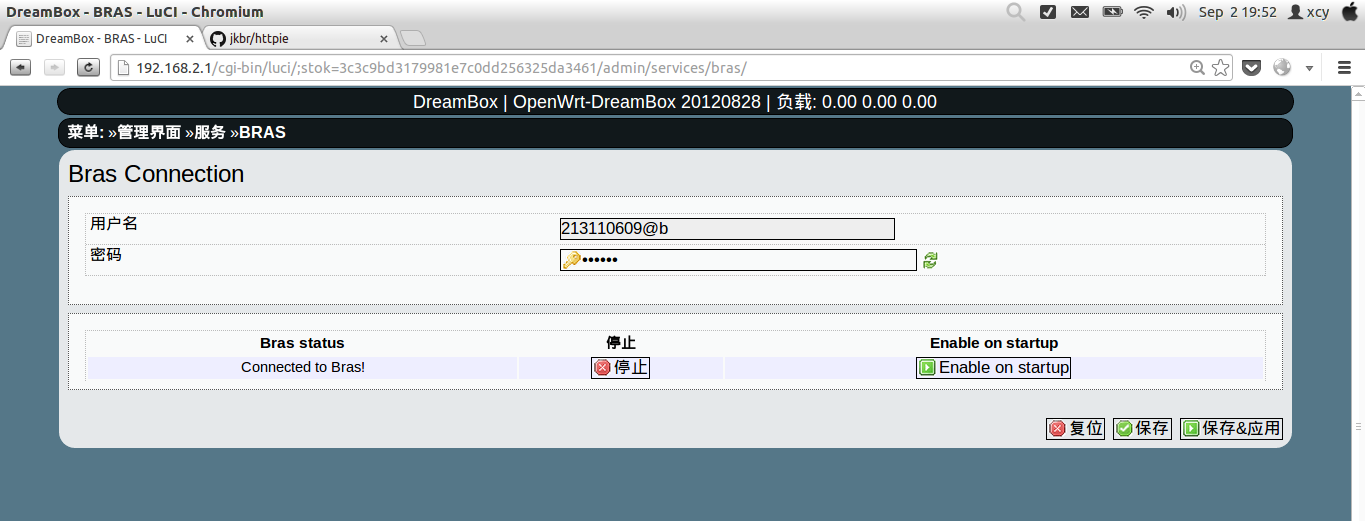 DreamBox - BRAS - LuCI - Chromium
Sep 2 19:52 xcy
DreamBox - BRAS - LuCI × jkbr/httpie ×
192.168.2.1/cgi-bin/luci/;stok=3c3c9bd3179981e7c0dd256325da3461/admin/services/bras/
DreamBox | OpenWrt-DreamBox 20120828 | 负载: 0.00 0.00 0.00
菜单: »管理界面 »服务 »BRAS
Bras Connection
用户名 213110609@b
密码 ••••••
Bras status 停止 Enable on startup
Connected to Bras! 停止 Enable on startup
复位 保存 保存&应用